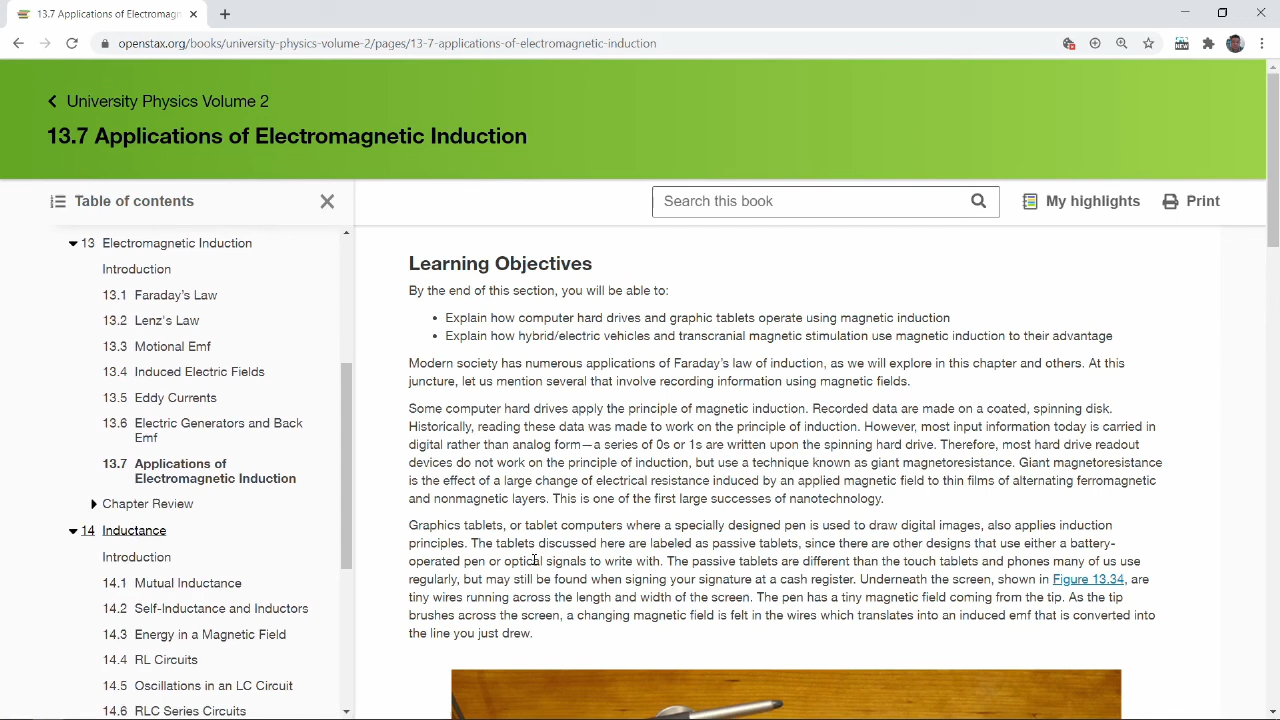 13.7 Applications of Electromagn
openstax.org/books/university-physics-volume-2/pages/13-7-applications-of-electromagnetic-induction
NEW
University Physics Volume 2
13.7 Applications of Electromagnetic Induction
Table of contents
Search this book
My highlights
Print
13 Electromagnetic Induction
Introduction
13.1 Faraday's Law
13.2 Lenz's Law
13.3 Motional Emf
13.4 Induced Electric Fields
13.5 Eddy Currents
13.6 Electric Generators and Back
Emf
13.7 Applications of
Electromagnetic Induction
Chapter Review
14 Inductance
Introduction
14.1 Mutual Inductance
14.2 Self-Inductance and Inductors
14.3 Energy in a Magnetic Field
14.4 RL Circuits
14.5 Oscillations in an LC Circuit
14.6 RLC Series Circuits
Learning Objectives
By the end of this section, you will be able to:
• Explain how computer hard drives and graphic tablets operate using magnetic induction
• Explain how hybrid/electric vehicles and transcranial magnetic stimulation use magnetic induction to their advantage
Modern society has numerous applications of Faraday's law of induction, as we will explore in this chapter and others. At this
juncture, let us mention several that involve recording information using magnetic fields.
Some computer hard drives apply the principle of magnetic induction. Recorded data are made on a coated, spinning disk.
Historically, reading these data was made to work on the principle of induction. However, most input information today is carried in
digital rather than analog form—a series of 0s or 1s are written upon the spinning hard drive. Therefore, most hard drive readout
devices do not work on the principle of induction, but use a technique known as giant magnetoresistance. Giant magnetoresistance
is the effect of a large change of electrical resistance induced by an applied magnetic field to thin films of alternating ferromagnetic
and nonmagnetic layers. This is one of the first large successes of nanotechnology.
Graphics tablets, or tablet computers where a specially designed pen is used to draw digital images, also applies induction
principles. The tablets discussed here are labeled as passive tablets, since there are other designs that use either a battery-
operated pen or optical signals to write with. The passive tablets are different than the touch tablets and phones many of us use
regularly, but may still be found when signing your signature at a cash register. Underneath the screen, shown in Figure 13.34, are
tiny wires running across the length and width of the screen. The pen has a tiny magnetic field coming from the tip. As the tip
brushes across the screen, a changing magnetic field is felt in the wires which translates into an induced emf that is converted into
the line you just drew.